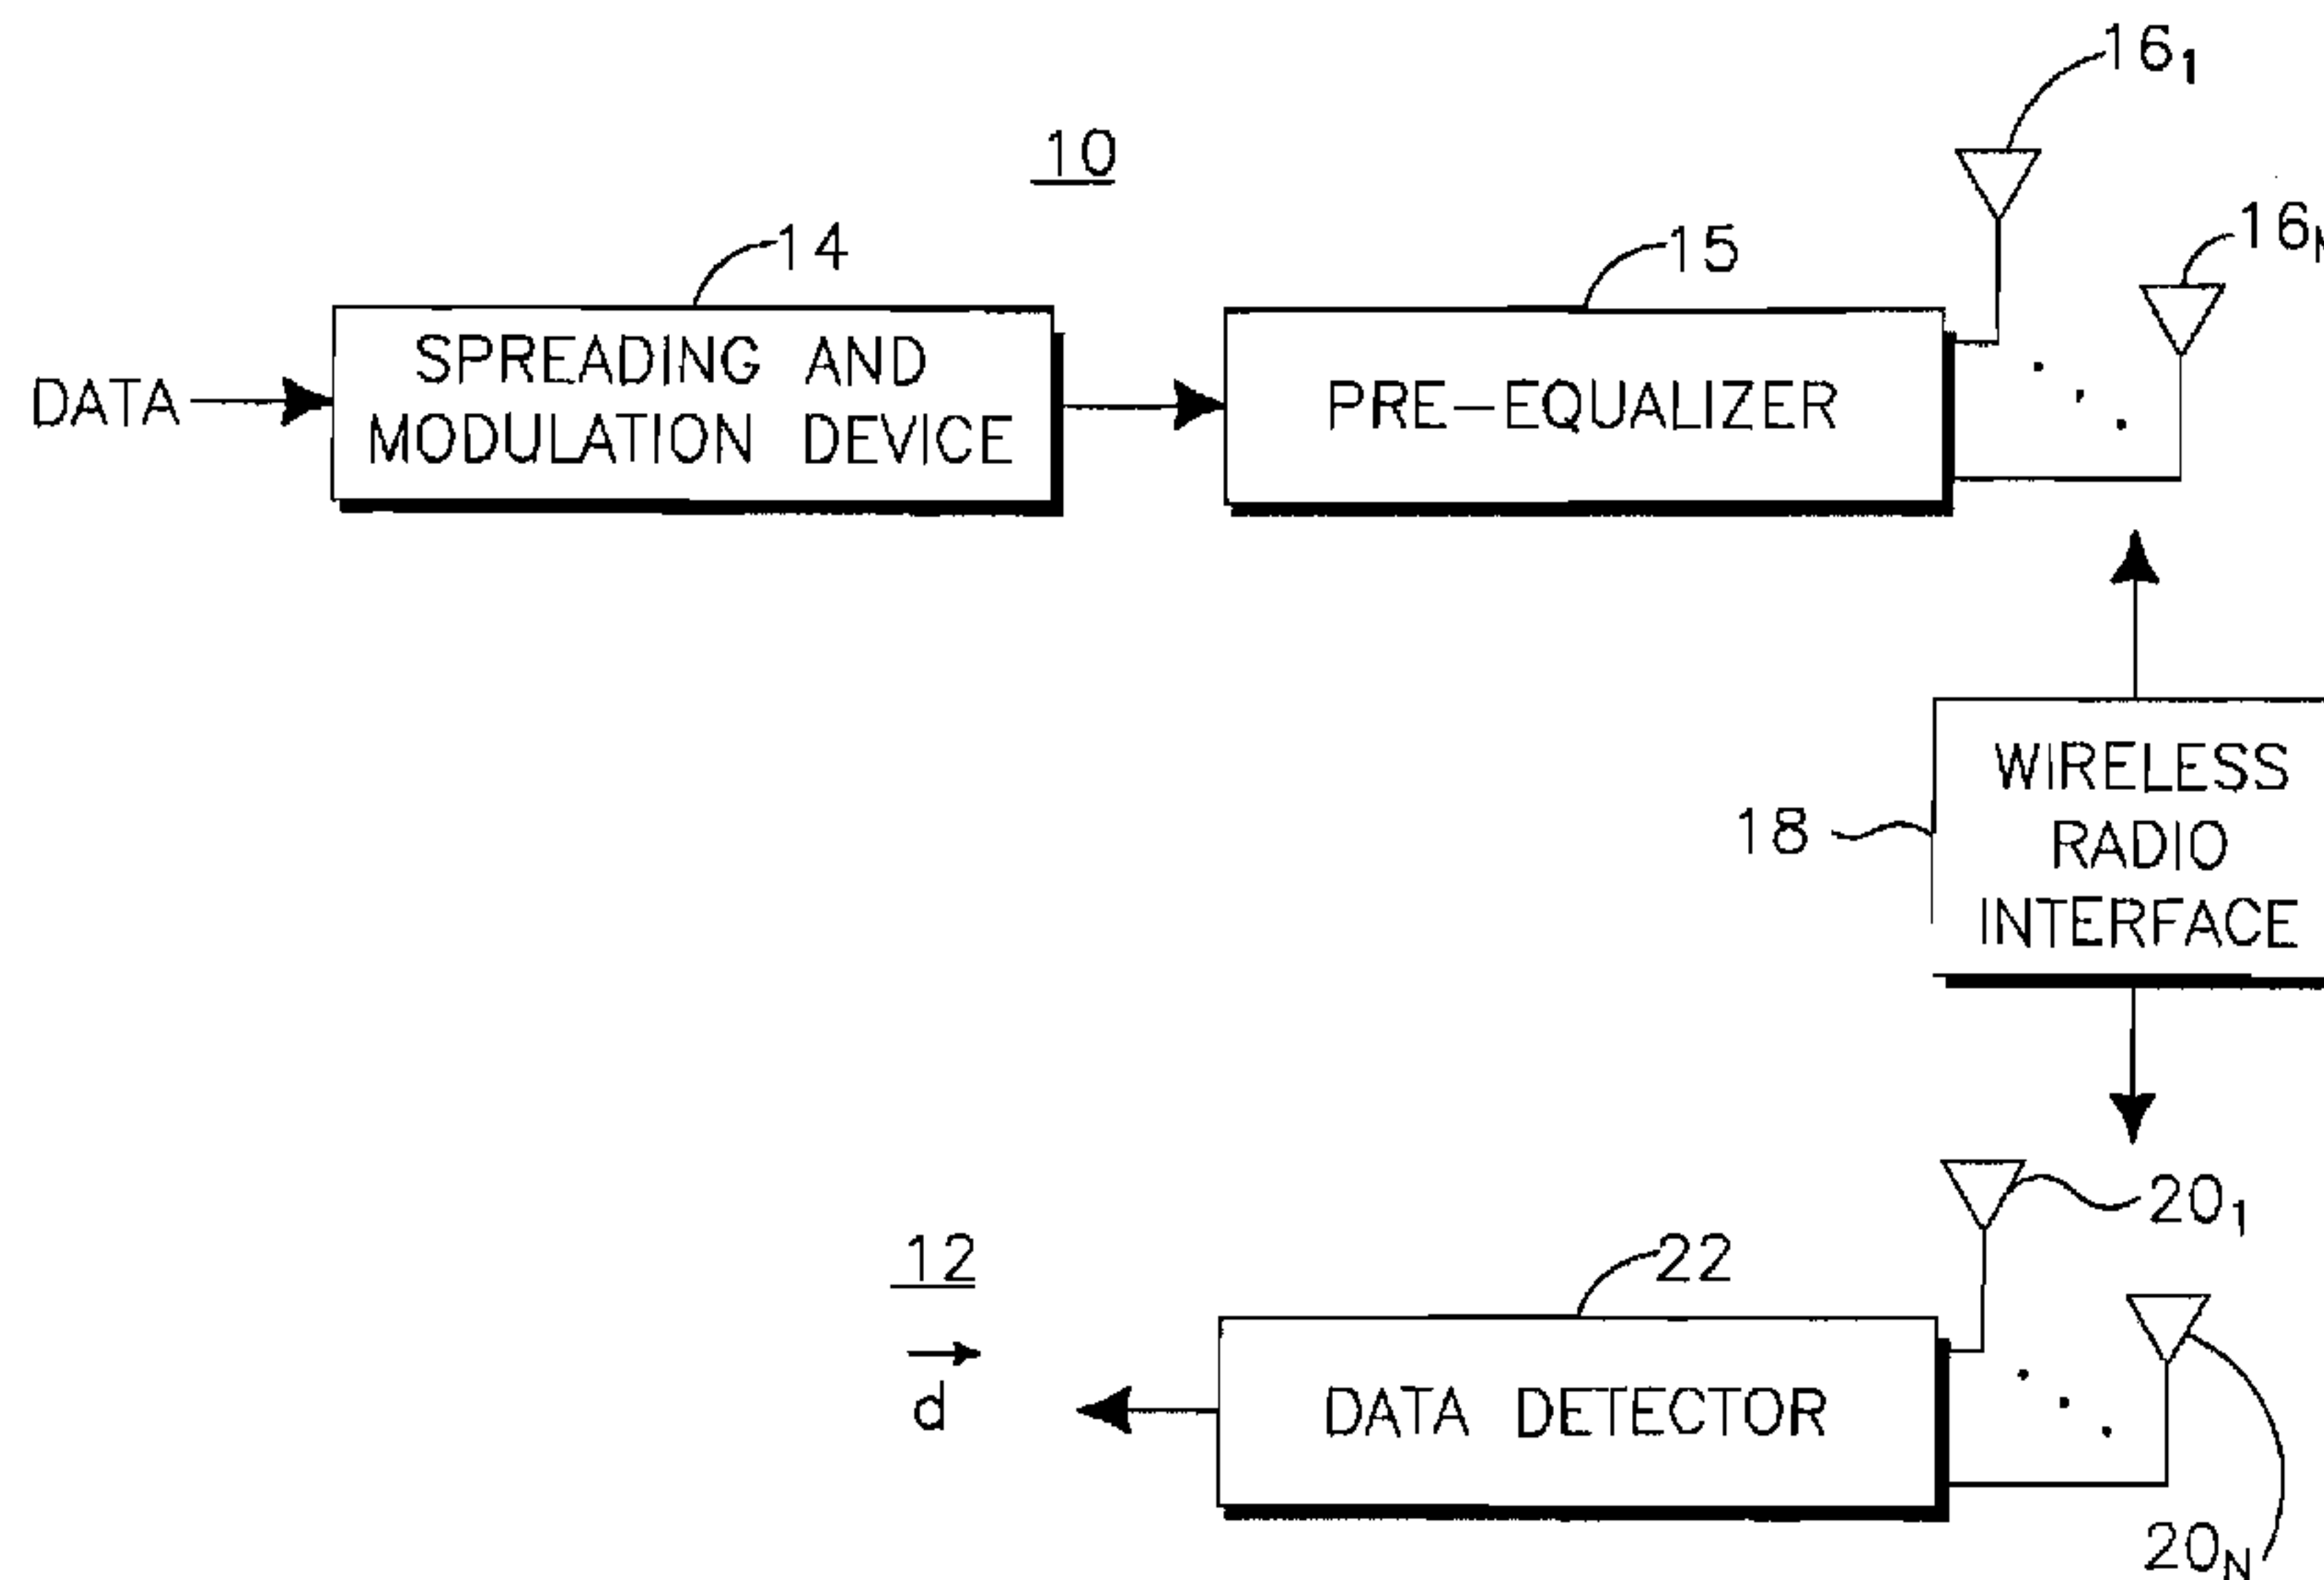 16₁
10
16
14
15
DATA
SPREADING AND
MODULATION DEVICE
PRE-EQUALIZER
WIRELESS
RADIO
INTERFACE
18
20₁
12
22
d
DATA DETECTOR
20N